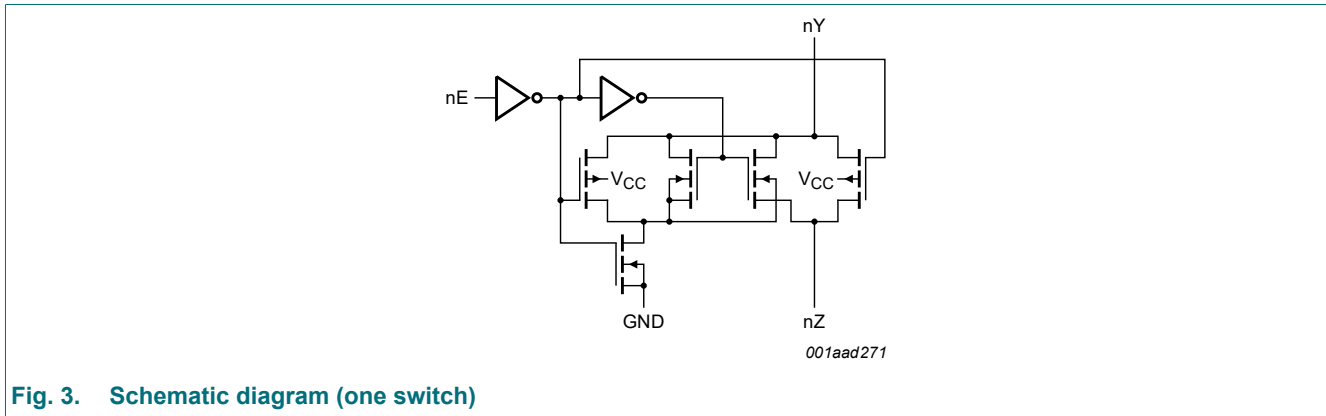 nY
nE
VCC
VCC
GND
nZ
001aad271
Fig. 3. Schematic diagram (one switch)